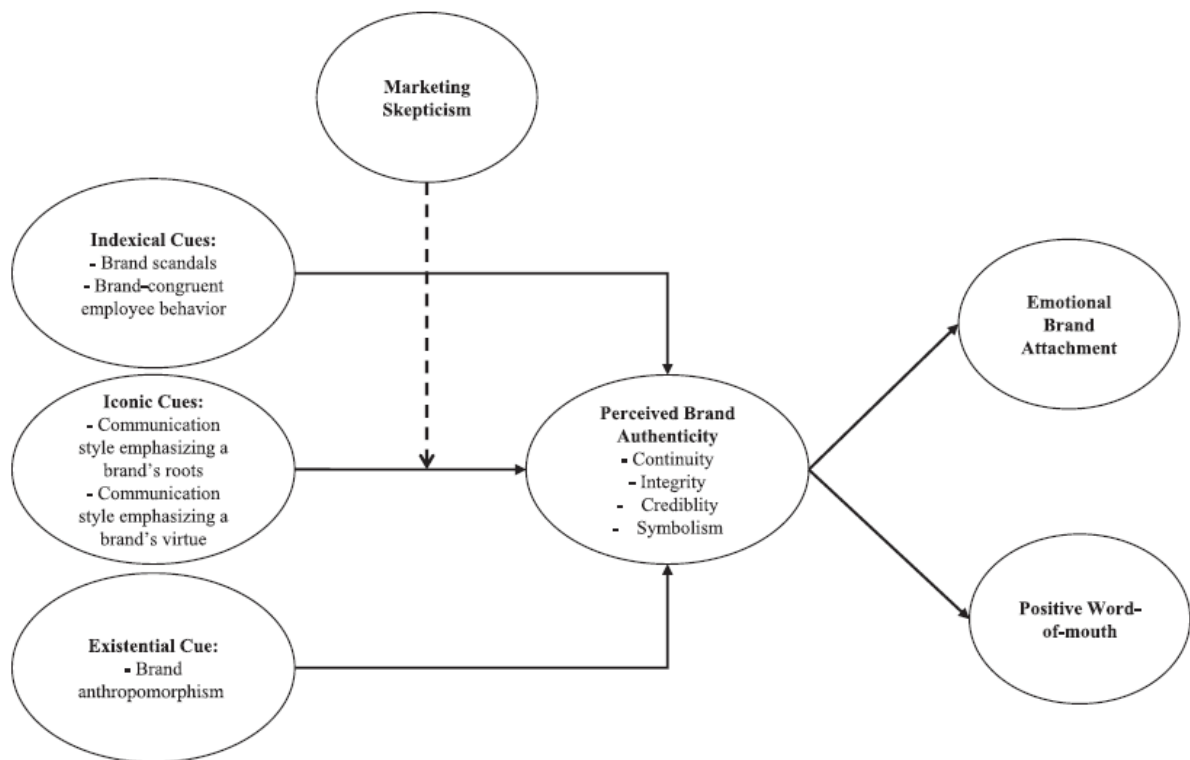 Marketing
Skepticism
Indexical Cues:
- Brand scandals
- Brand-congruent
employee behavior
Iconic Cues:
- Communication
style emphasizing a
brand's roots
- Communication
style emphasizing a
brand's virtue
Existential Cue:
- Brand
anthropomorphism
Perceived Brand
Authenticity
- Continuity
- Integrity
- Crediblity
- Symbolism
Emotional
Brand
Attachment
Positive Word-
of-mouth